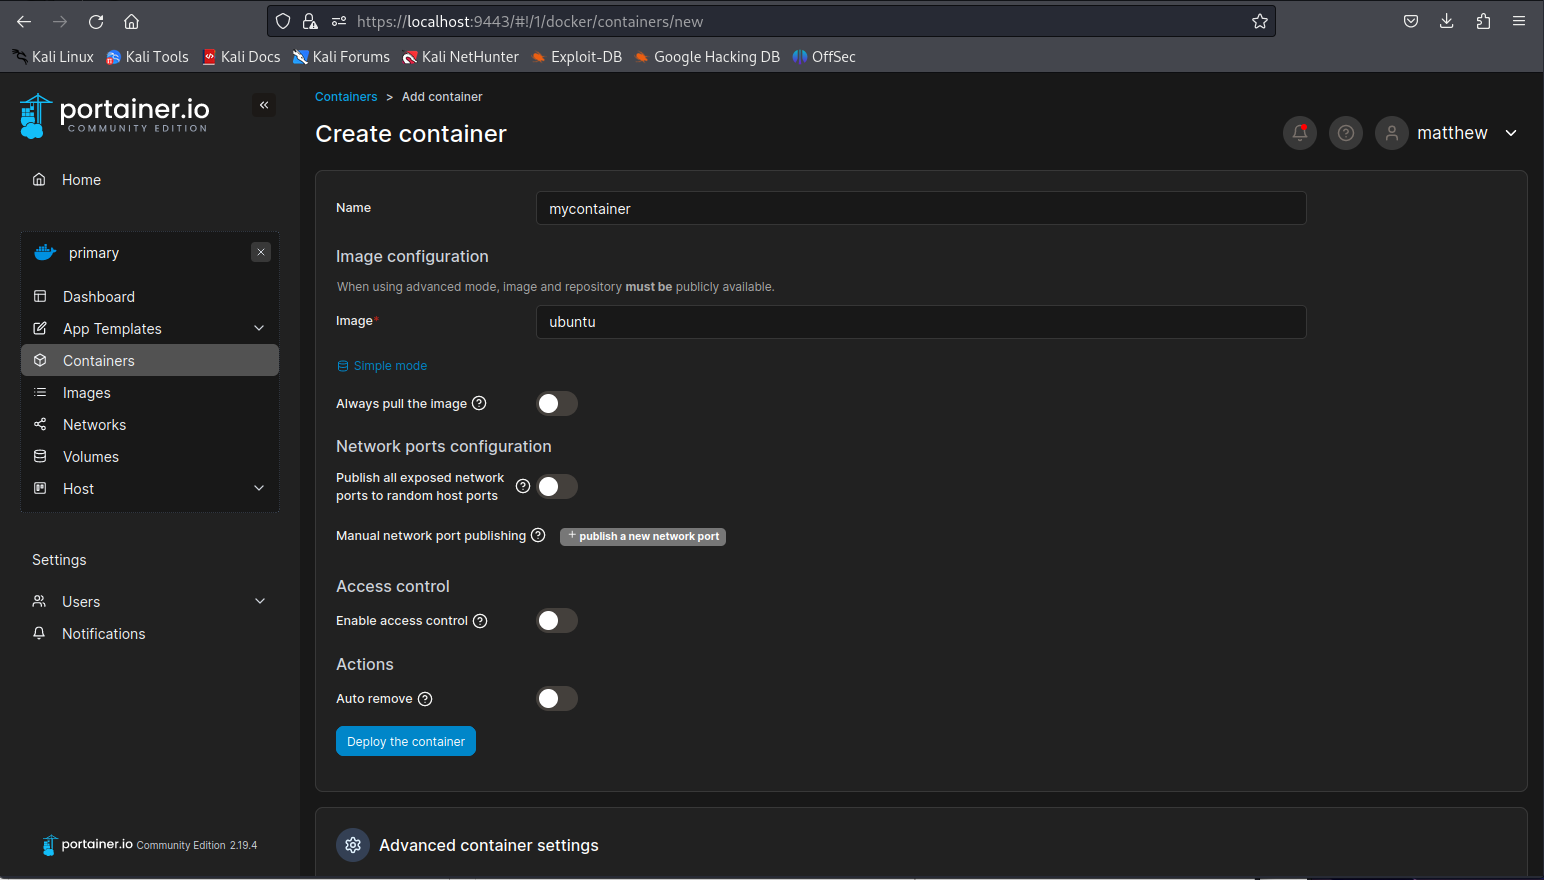 https://localhost:9443/#!/1/docker/containers/new
Kali Linux Kali Tools Kali Docs Kali Forums Kali NetHunter Exploit-DB Google Hacking DB OffSec
portainer.io
COMMUNITY EDITION
Home
primary
Dashboard
App Templates
Containers
Images
Networks
Volumes
Host
Settings
Users
Notifications
portainer.io Community Edition 2.19.4
Containers > Add container
Create container
matthew
Name mycontainer
Image configuration
When using advanced mode, image and repository must be publicly available.
Image* ubuntu
Simple mode
Always pull the image
Network ports configuration
Publish all exposed network
ports to random host ports
Manual network port publishing + publish a new network port
Access control
Enable access control
Actions
Auto remove
Deploy the container
Advanced container settings